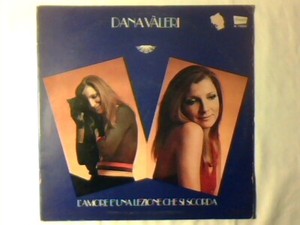 DANA VALERI
L'AMORE E' UNA LEZIONE CHE SI SCORDA